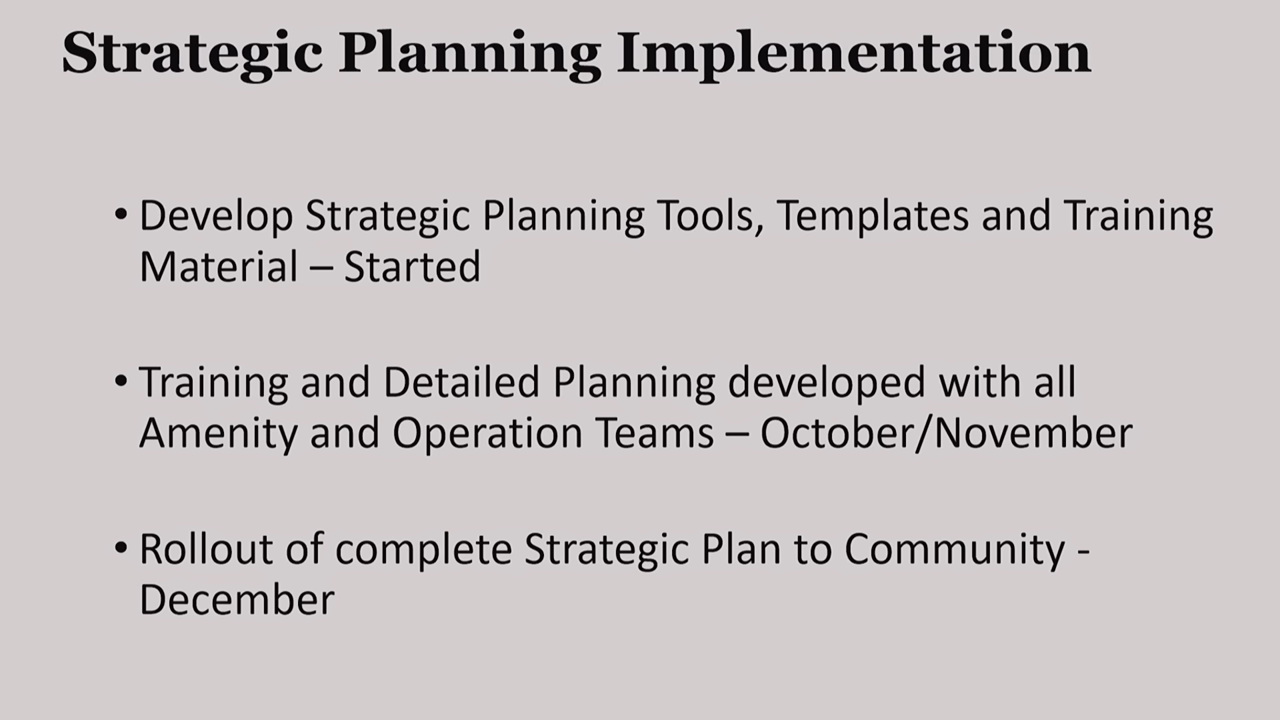 Strategic Planning Implementation
• Develop Strategic Planning Tools, Templates and Training
Material – Started
• Training and Detailed Planning developed with all
Amenity and Operation Teams – October/November
• Rollout of complete Strategic Plan to Community -
December